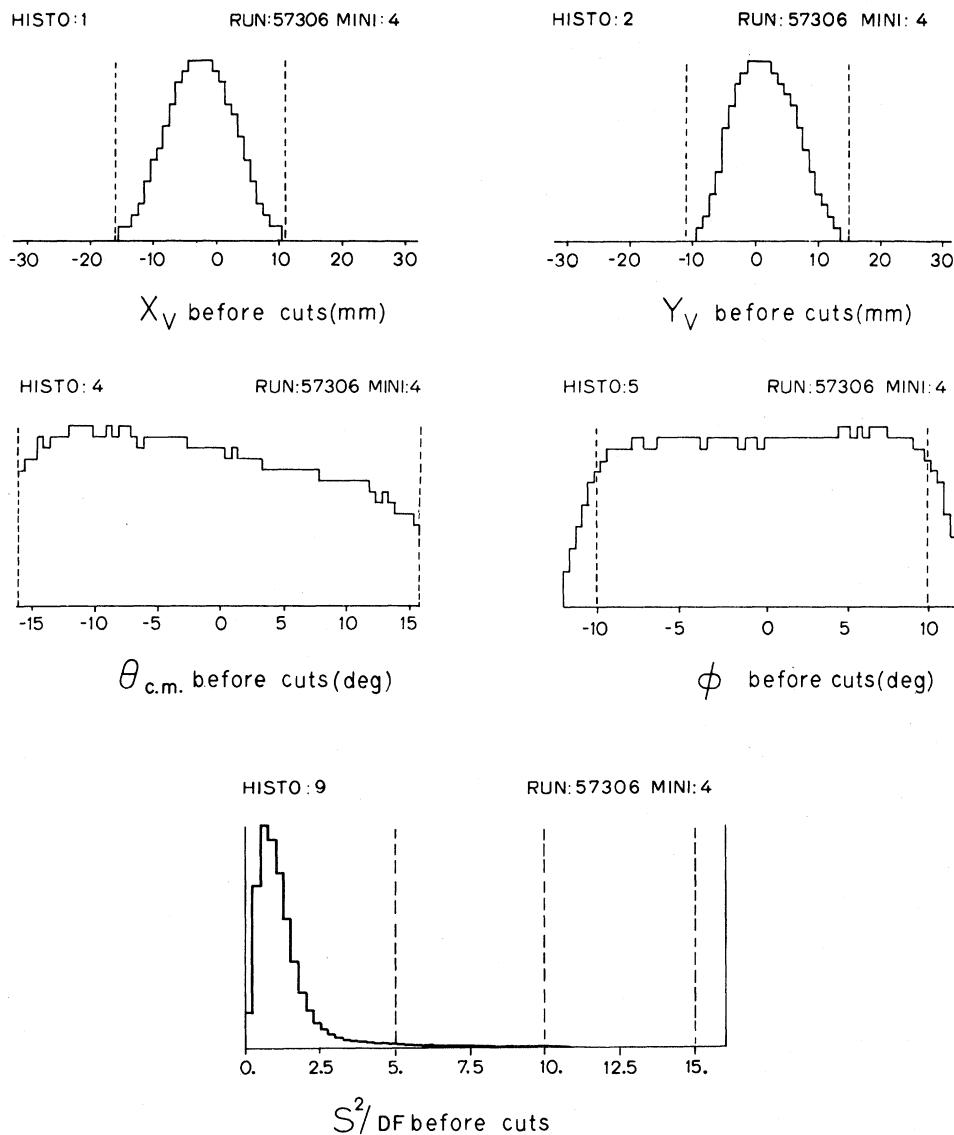 HISTO:1 RUN:57306 MINI:4
-30 -20 -10 0 10 20 30
X_V before cuts(mm)
HISTO:2 RUN:57306 MINI:4
-30 -20 -10 0 10 20 30
Y_V before cuts(mm)
HISTO:4 RUN:57306 MINI:4
-15 -10 -5 0 5 10 15
θ c.m. before cuts(deg)
HISTO:5 RUN:57306 MINI:4
-10 -5 0 5 10
ϕ before cuts(deg)
HISTO:9 RUN:57306 MINI:4
0. 2.5 5. 7.5 10. 12.5 15.
S²/DF before cuts